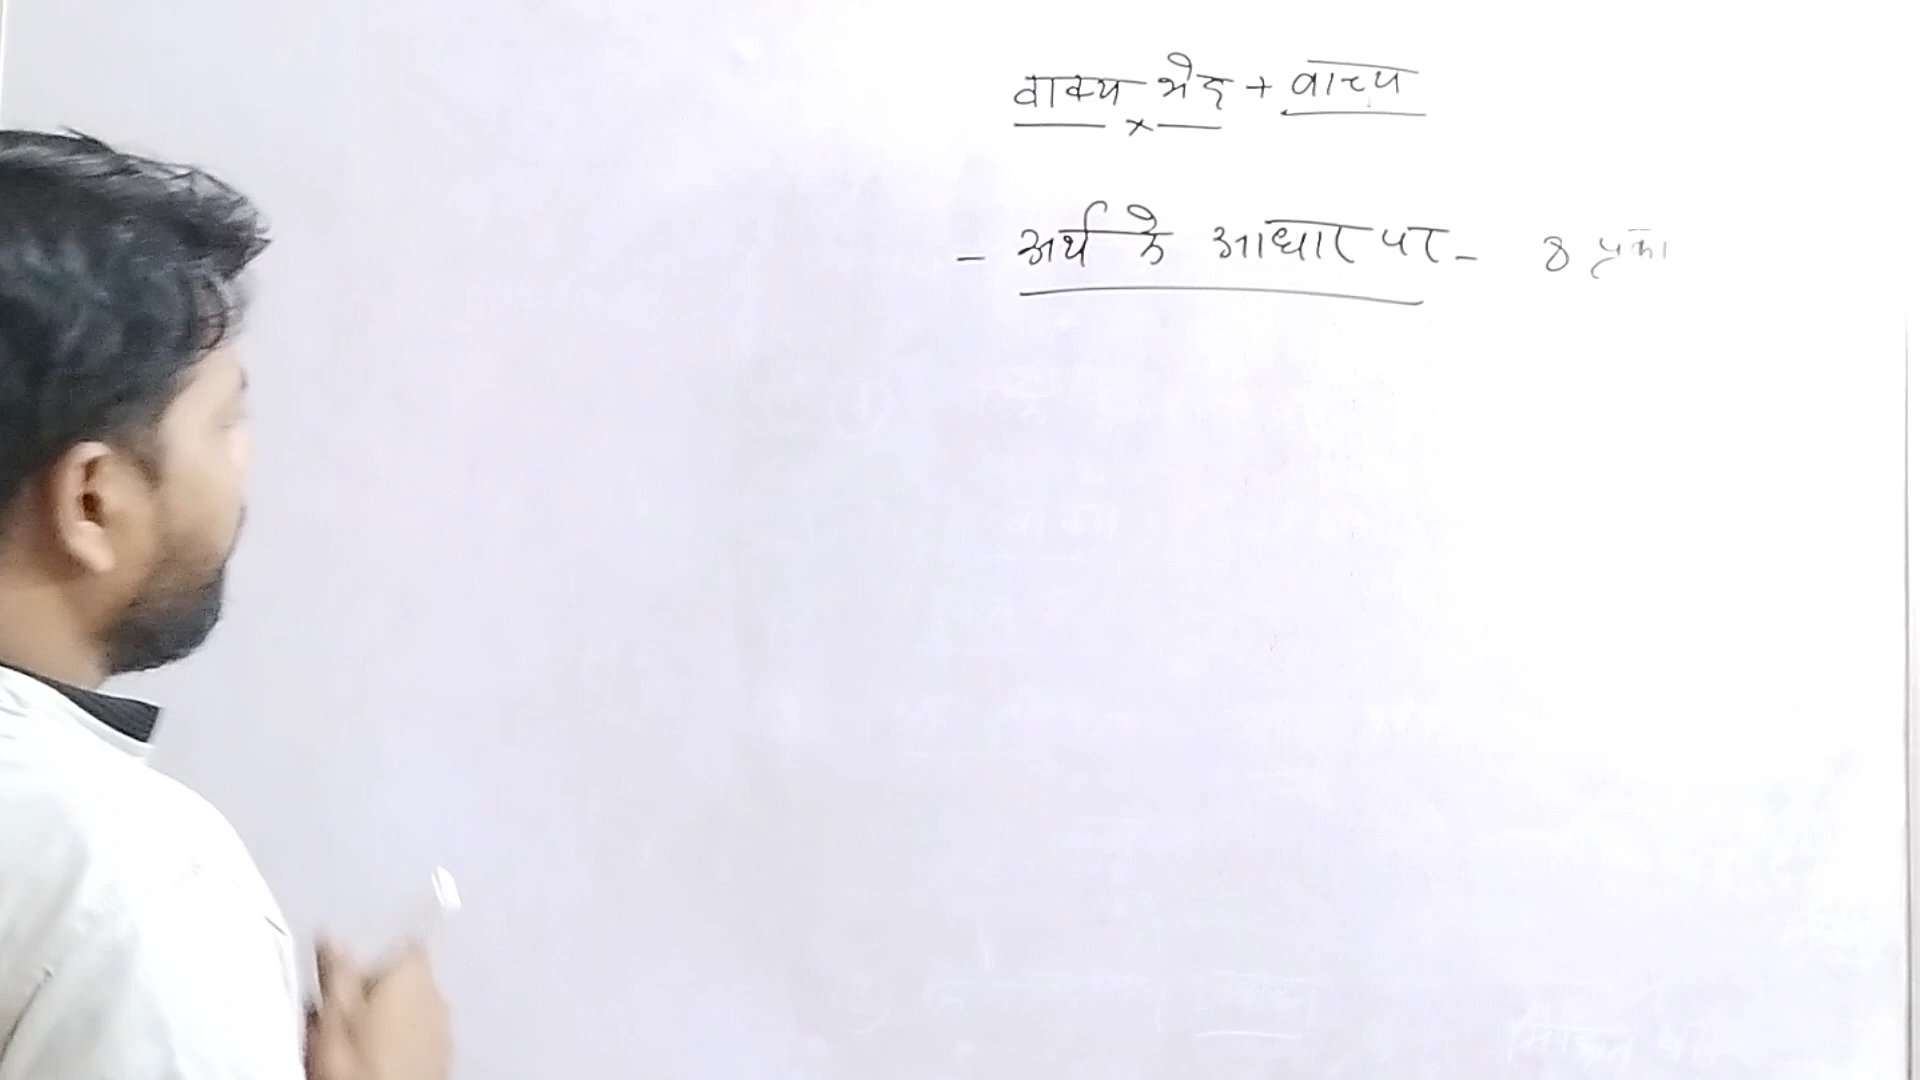 वाक्य भेद + वाच्य
- अर्थ के आधार पर - 8 प्रका